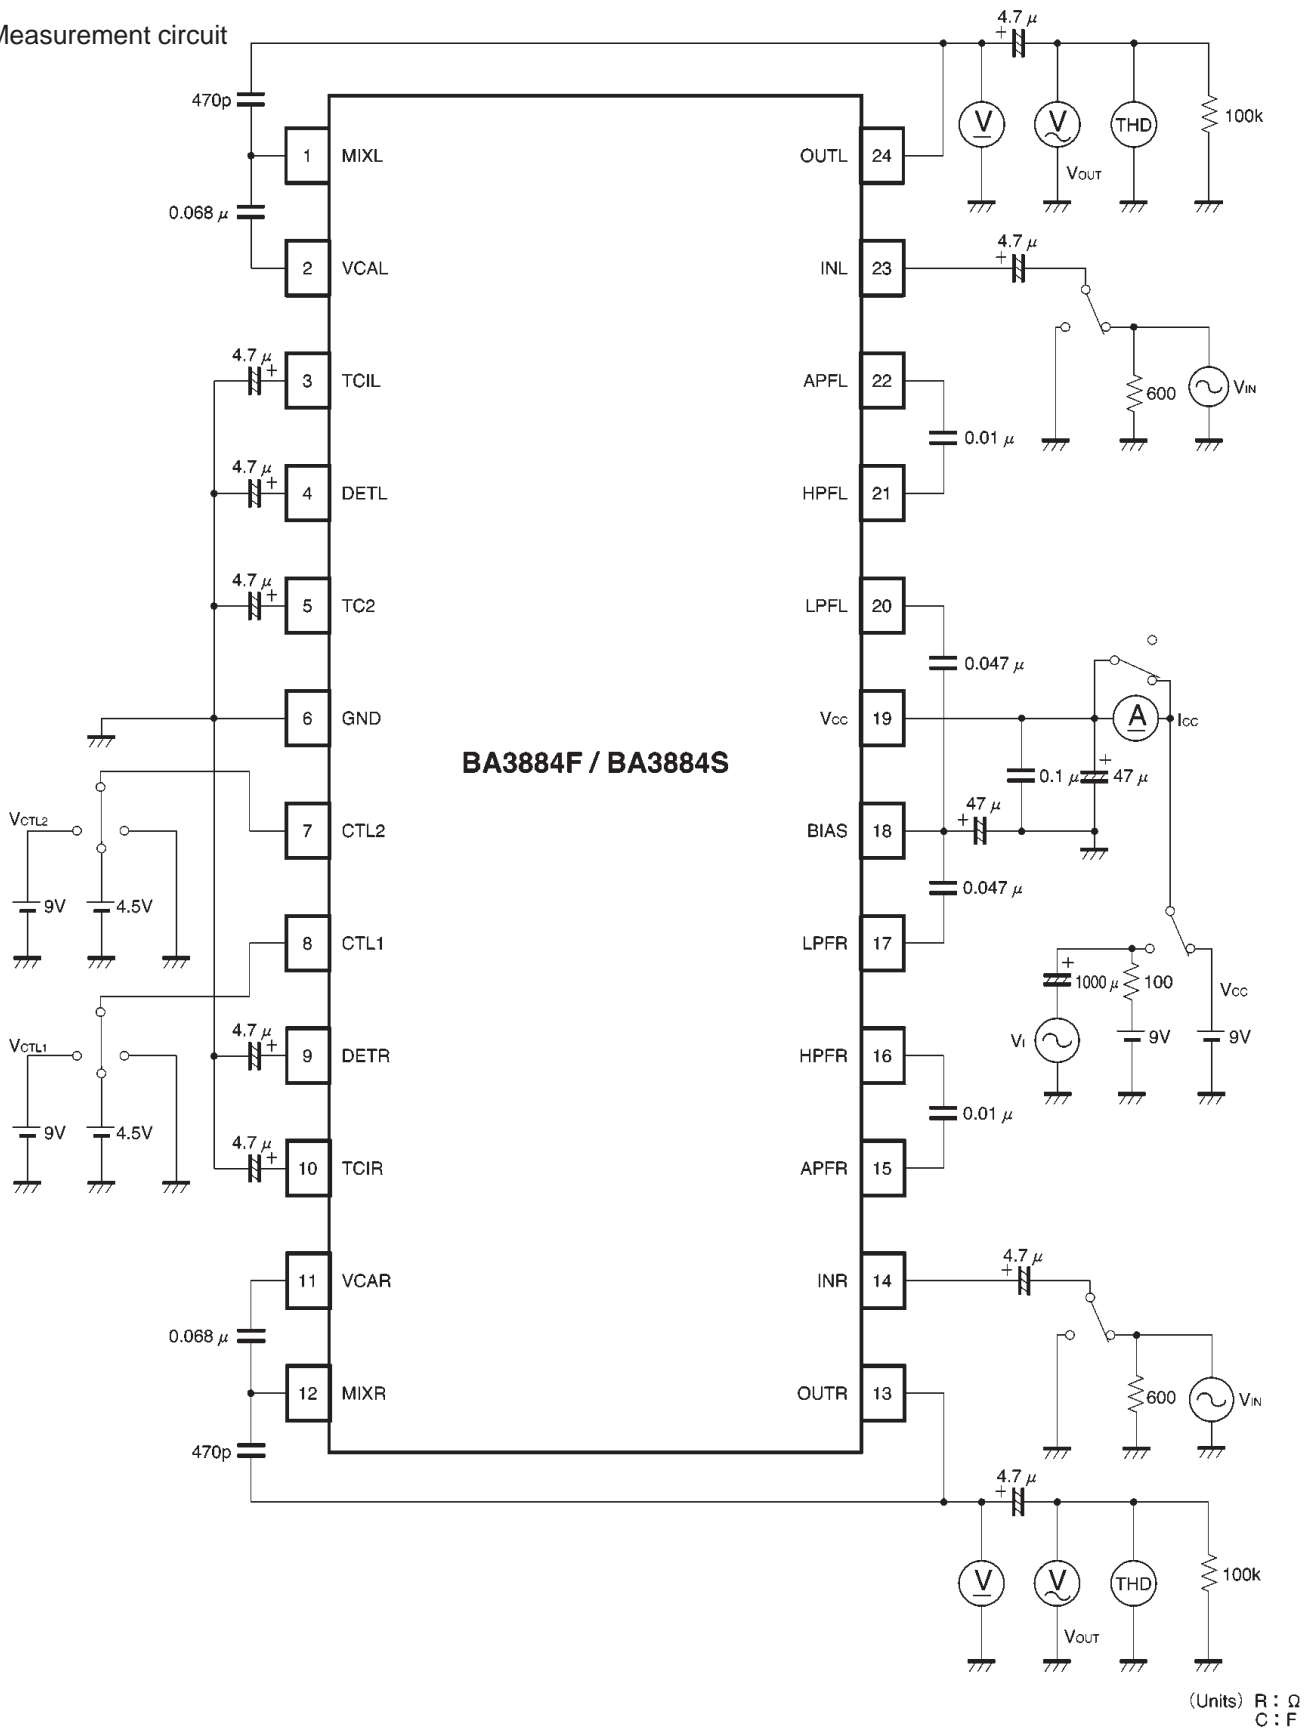 Measurement circuit
4.7 μ
+
470p
V
V
THD
100k
VOUT
1
MIXL
OUTL
24
0.068 μ
4.7 μ
+
2
VCAL
INL
23
4.7 μ
+
3
TCIL
APFL
22
600
VIN
0.01 μ
4.7 μ
+
4
DETL
HPFL
21
4.7 μ
+
5
TC2
LPFL
20
0.047 μ
6
GND
VCC
19
A
ICC
BA3884F / BA3884S
+
0.1 μ
47 μ
47 μ
+
VCTL2
7
CTL2
BIAS
18
9V
4.5V
0.047 μ
8
CTL1
LPFR
17
+
1000 μ
100
VCC
VI
9V
9V
VCTL1
4.7 μ
+
9
DETR
HPFR
16
9V
4.5V
0.01 μ
4.7 μ
+
10
TCIR
APFR
15
4.7 μ
+
11
VCAR
INR
14
0.068 μ
12
MIXR
OUTR
13
600
VIN
470p
4.7 μ
+
V
V
THD
100k
VOUT
(Units) R : Ω
C : F